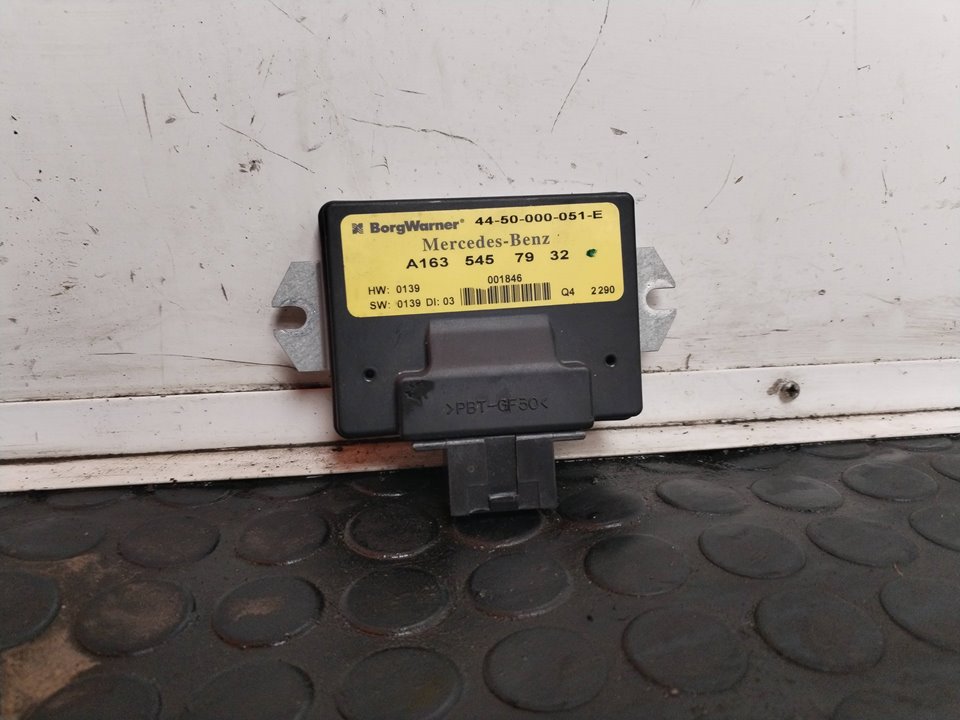 BorgWarner® 44-50-000-051-E
Mercedes-Benz
A163 545 79 32
HW: 0139 001846
SW: 0139 DI: 03 Q4 2290
>PBT-GF30<